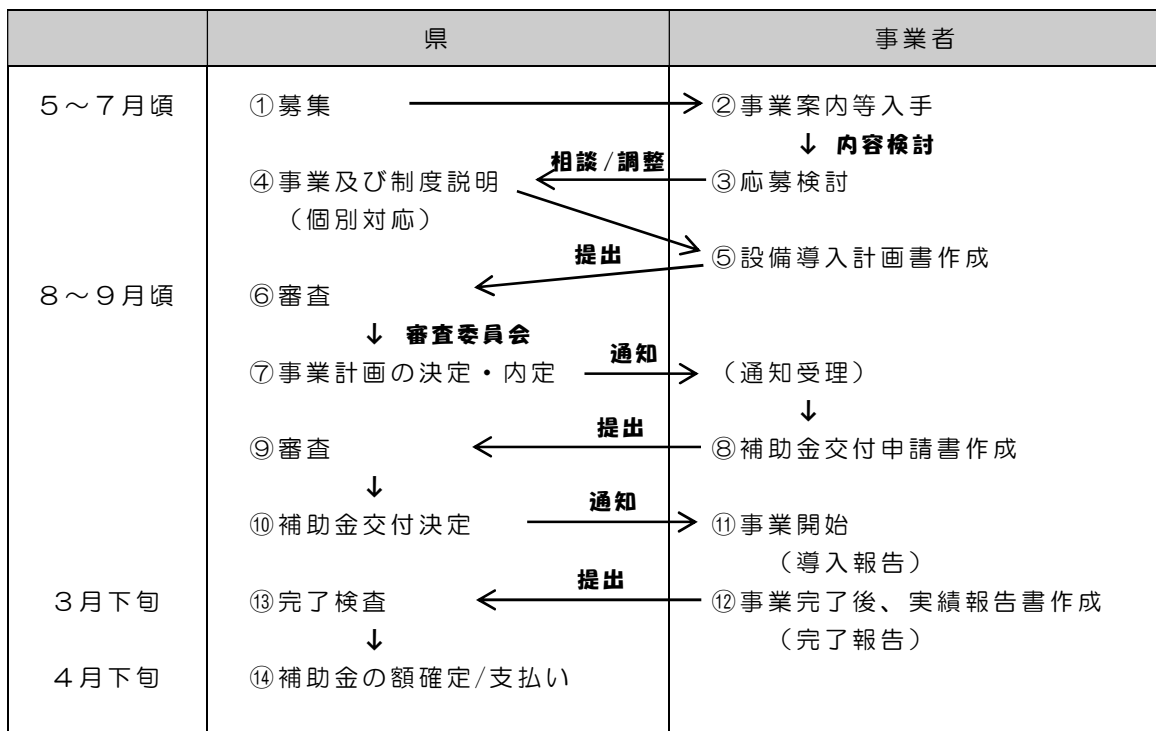 県 事業者
5～7月頃 ①募集 → ②事業案内等入手
↓ 内容検討
相談/調整
④事業及び制度説明 ← ③応募検討
（個別対応）
提出 ⑤設備導入計画書作成
8～9月頃 ⑥審査
↓ 審査委員会
通知
⑦事業計画の決定・内定 → （通知受理）
↓
提出
⑨審査 ← ⑧補助金交付申請書作成
↓
通知
⑩補助金交付決定 → ⑪事業開始
（導入報告）
提出
3月下旬 ⑬完了検査 ← ⑫事業完了後、実績報告書作成
↓ （完了報告）
4月下旬 ⑭補助金の額確定/支払い